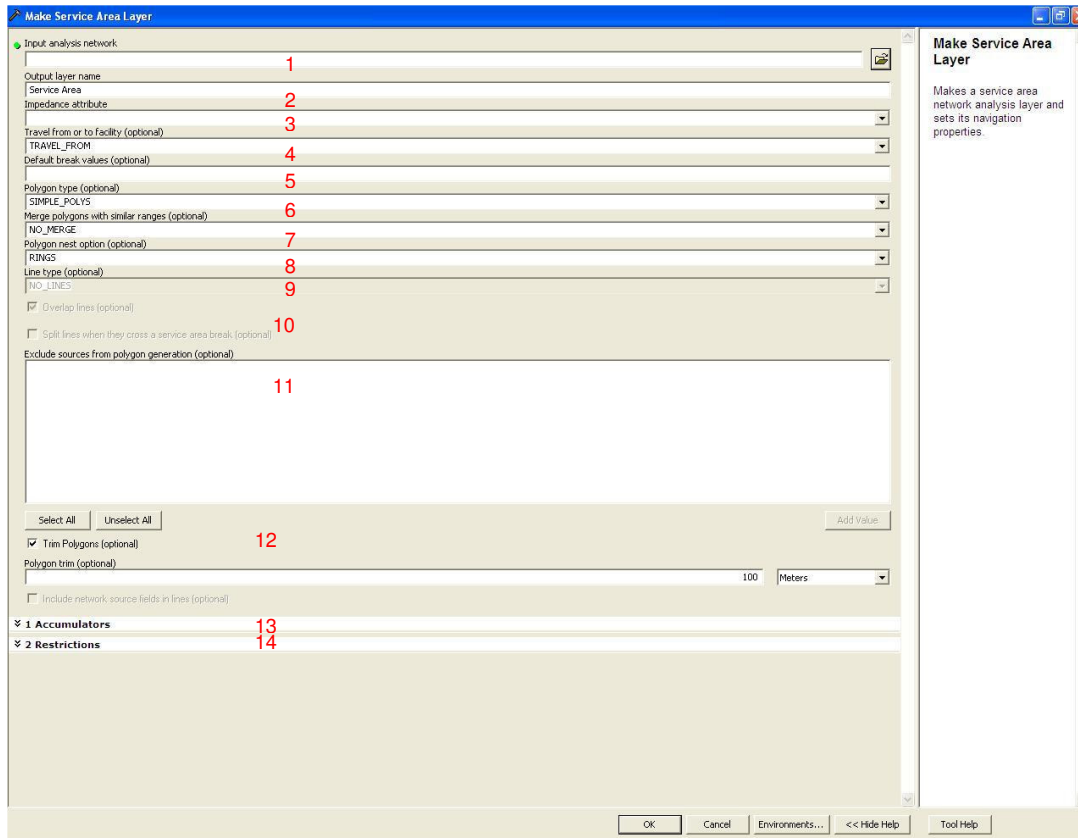 Make Service Area Layer
Input analysis network
1
Output layer name
Service Area
2
Impedance attribute
3
Travel from or to facility (optional)
TRAVEL_FROM
4
Default break values (optional)
5
Polygon type (optional)
SIMPLE_POLYS
6
Merge polygons with similar ranges (optional)
NO_MERGE
7
Polygon nest option (optional)
RINGS
8
Line type (optional)
NO_LINES
9
Overlap lines (optional)
10
Split lines when they cross a service area break (optional)
Exclude sources from polygon generation (optional)
11
Select All Unselect All Add Value
Trim Polygons (optional)
12
Polygon trim (optional)
100 Meters
Include network source fields in lines (optional)
1 Accumulators
13
2 Restrictions
14
Make Service Area
Layer
Makes a service area
network analysis layer and
sets its navigation
properties.
OK Cancel Environments... << Hide Help Tool Help